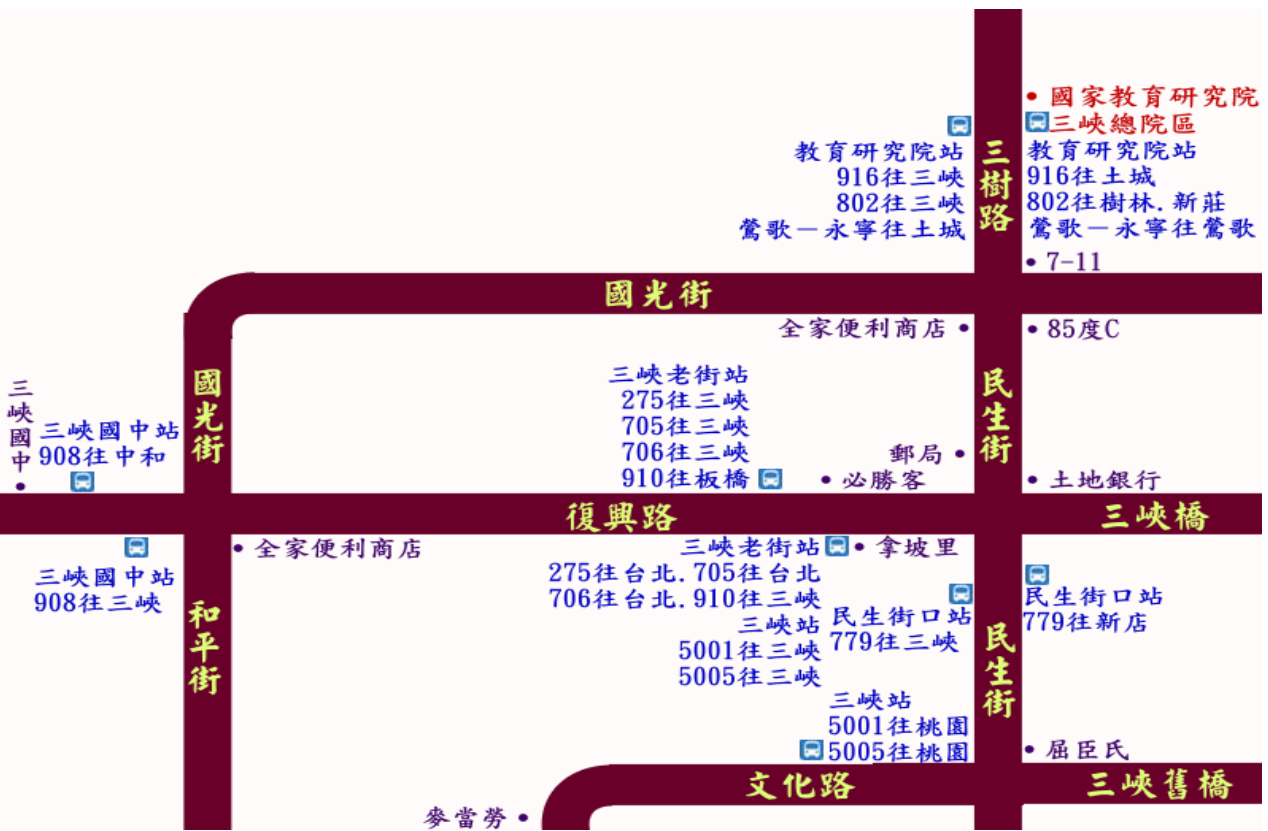 國家教育研究院
三峽總院區
教育研究院站
916往三峽
802往三峽
鶯歌－永寧往土城
三樹路
教育研究院站
916往土城
802往樹林.新莊
鶯歌－永寧往鶯歌
7-11
國光街
全家便利商店
85度C
三峽國中
三峽國中站
908往中和
國光街
三峽老街站
275往三峽
705往三峽
706往三峽
910往板橋
郵局
必勝客
民生街
土地銀行
復興路
三峽橋
三峽國中站
908往三峽
全家便利商店
和平街
三峽老街站
275往台北.705往台北
706往台北.910往三峽
三峽站
5001往三峽
5005往三峽
拿坡里
民生街口站
779往三峽
民生街口站
779往新店
民生街
三峽站
5001往桃園
5005往桃園
屈臣氏
文化路
三峽舊橋
麥當勞